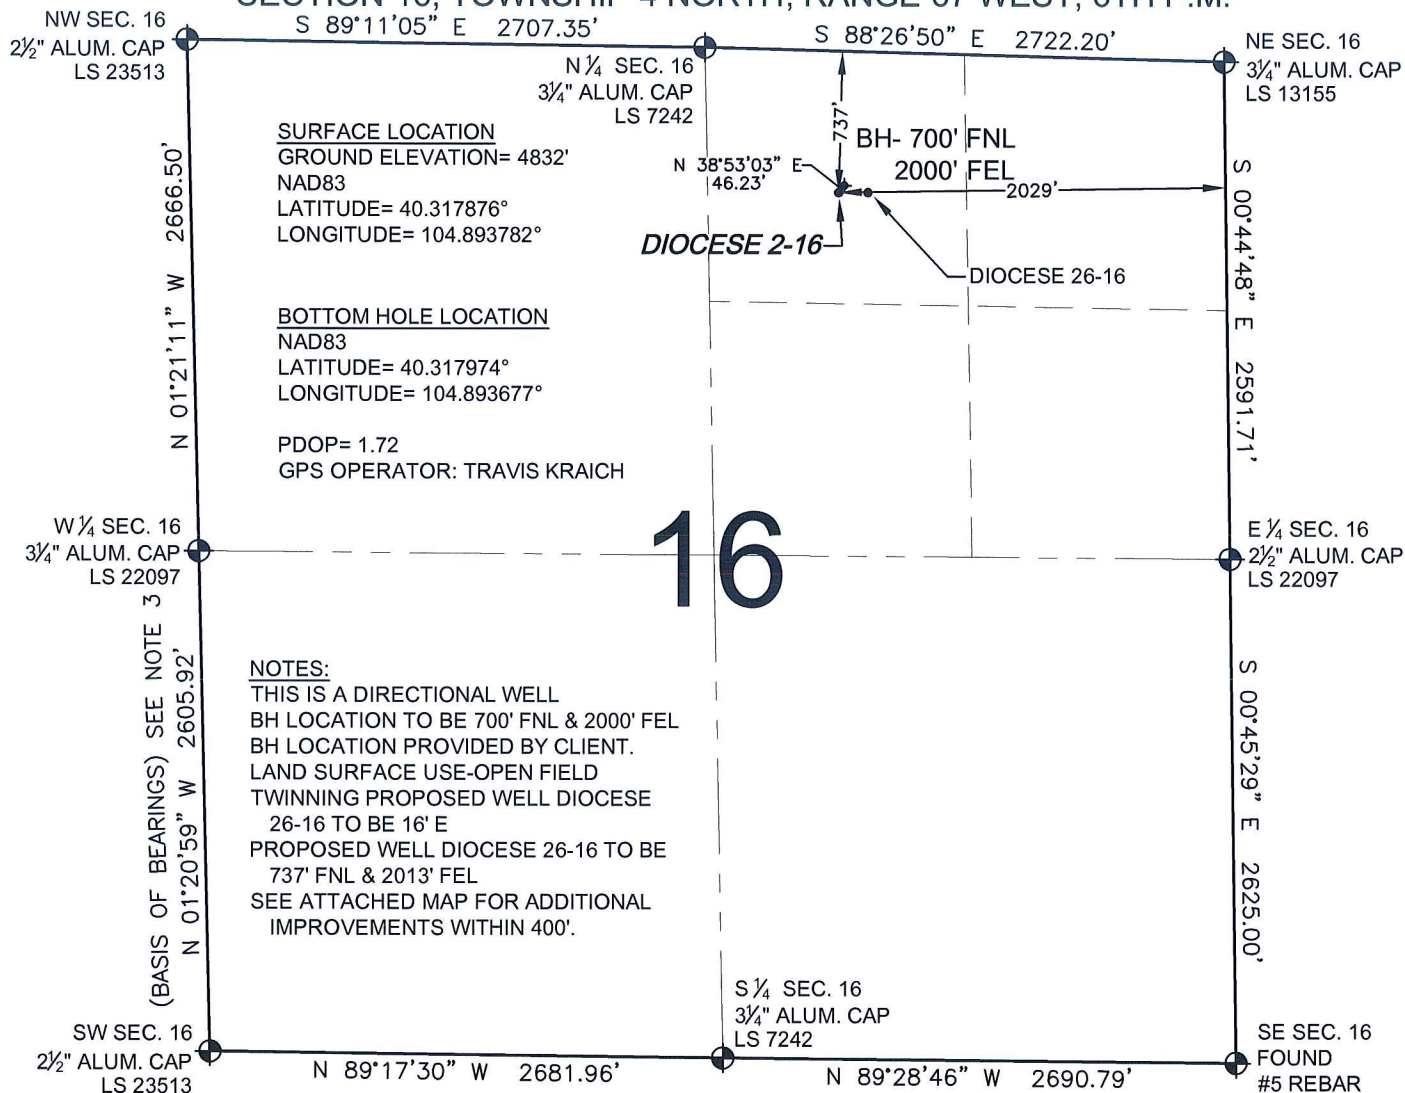 SECTION 16, TOWNSHIP 4 NORTH, RANGE 67 WEST, 6TH P.M.
NW SEC. 16
2½" ALUM. CAP
LS 23513
S 89°11'05" E 2707.35'
N ¼ SEC. 16
3¼" ALUM. CAP
LS 7242
S 88°26'50" E 2722.20'
NE SEC. 16
3¼" ALUM. CAP
LS 13155
SURFACE LOCATION
GROUND ELEVATION= 4832'
NAD83
LATITUDE= 40.317876°
LONGITUDE= 104.893782°
737'
BH- 700' FNL
2000' FEL
N 38°53'03" E
46.23'
2029'
DIOCESE 2-16
DIOCESE 26-16
N 01°21'11" W 2666.50'
S 00°44'48" E 2591.71'
BOTTOM HOLE LOCATION
NAD83
LATITUDE= 40.317974°
LONGITUDE= 104.893677°
PDOP= 1.72
GPS OPERATOR: TRAVIS KRAICH
W ¼ SEC. 16
3¼" ALUM. CAP
LS 22097
16
E ¼ SEC. 16
2½" ALUM. CAP
LS 22097
(BASIS OF BEARINGS) SEE NOTE 3
N 01°20'59" W 2605.92'
NOTES:
THIS IS A DIRECTIONAL WELL
BH LOCATION TO BE 700' FNL & 2000' FEL
BH LOCATION PROVIDED BY CLIENT.
LAND SURFACE USE-OPEN FIELD
TWINNING PROPOSED WELL DIOCESE
26-16 TO BE 16' E
PROPOSED WELL DIOCESE 26-16 TO BE
737' FNL & 2013' FEL
SEE ATTACHED MAP FOR ADDITIONAL
IMPROVEMENTS WITHIN 400'.
S 00°45'29" E 2625.00'
SW SEC. 16
2½" ALUM. CAP
LS 23513
N 89°17'30" W 2681.96'
S ¼ SEC. 16
3¼" ALUM. CAP
LS 7242
N 89°28'46" W 2690.79'
SE SEC. 16
FOUND
#5 REBAR